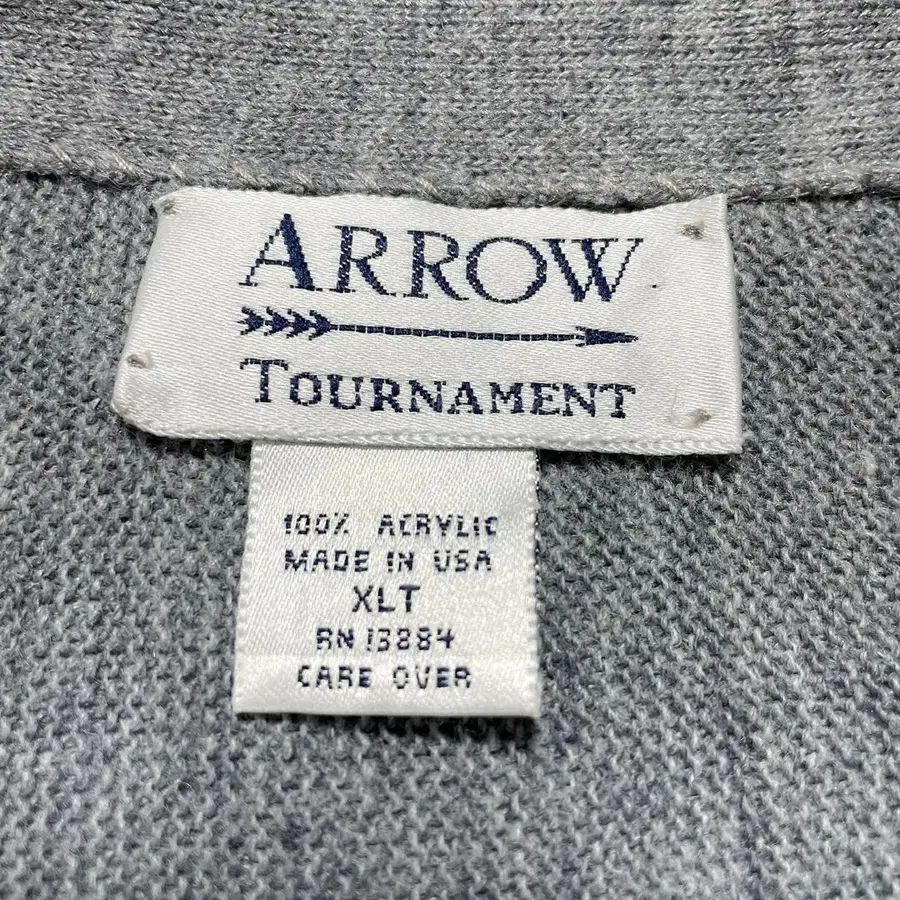 ARROW
TOURNAMENT
100% ACRYLIC
MADE IN USA
XLT
RN 13884
CARE OVER